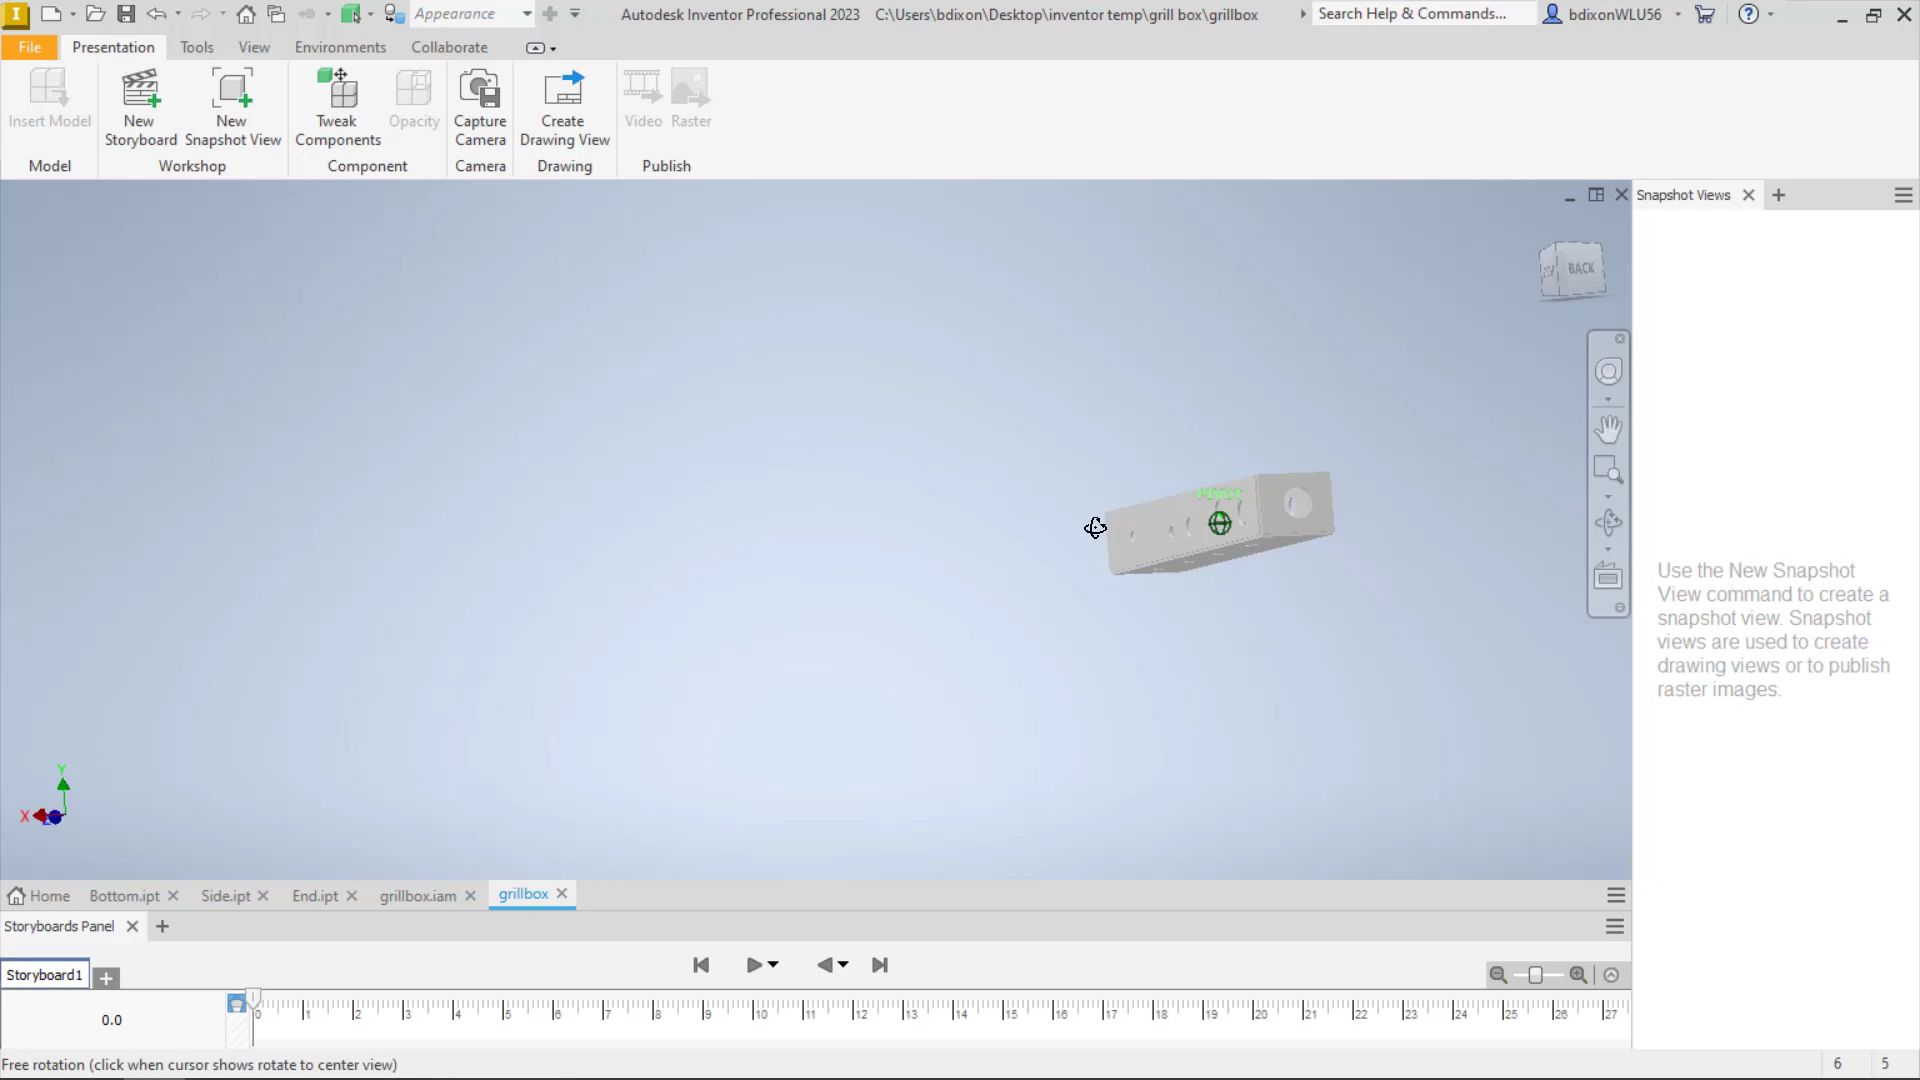 Appearance
Autodesk Inventor Professional 2023 C:\Users\bdixon\Desktop\inventor temp\grill box\grillbox
Search Help & Commands...
bdixonWLU56
File
Presentation
Tools
View
Environments
Collaborate
Insert Model
New Storyboard
New Snapshot View
Tweak Components
Opacity
Capture Camera
Create Drawing View
Video
Raster
Model
Workshop
Component
Camera
Drawing
Publish
Snapshot Views
BACK
PIVOT
Use the New Snapshot
View command to create a
snapshot view. Snapshot
views are used to create
drawing views or to publish
raster images.
Y
X
Z
Home
Bottom.ipt
Side.ipt
End.ipt
grillbox.iam
grillbox
Storyboards Panel
Storyboard1
0.0
0 1 2 3 4 5 6 7 8 9 10 11 12 13 14 15 16 17 18 19 20 21 22 23 24 25 26 27
Free rotation (click when cursor shows rotate to center view)
6 5